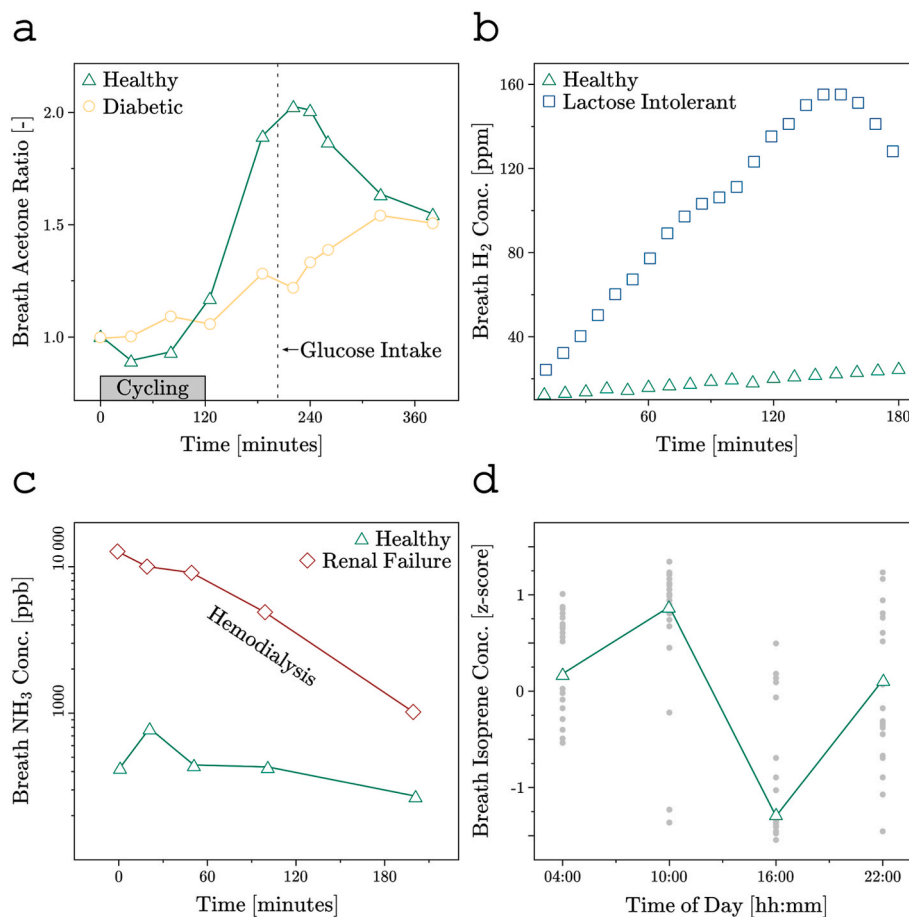 a
Healthy
Diabetic
Breath Acetone Ratio [-]
2.0
1.5
1.0
Glucose Intake
Cycling
0
120
240
360
Time [minutes]
b
Healthy
Lactose Intolerant
Breath H₂ Conc. [ppm]
160
120
80
40
60
120
180
Time [minutes]
c
Healthy
Renal Failure
Hemodialysis
Breath NH₃ Conc. [ppb]
10 000
1000
0
60
120
180
Time [minutes]
d
Breath Isoprene Conc. [z-score]
1
0
-1
04:00
10:00
16:00
22:00
Time of Day [hh:mm]